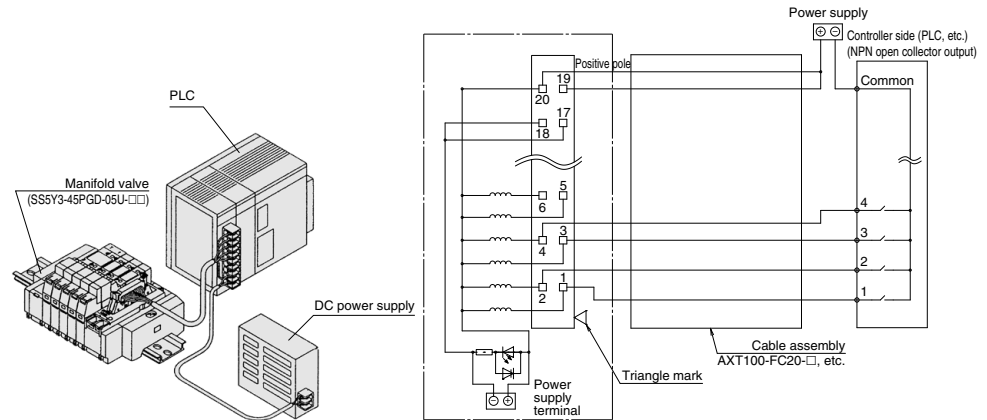 PLC
Manifold valve
(SS5Y3-45PGD-05U-□□)
DC power supply
Power supply
⊕ ⊖
Controller side (PLC, etc.)
(NPN open collector output)
Positive pole
Common
19
20
17
18
5
6
3
4
1
2
4
3
2
1
Cable assembly
AXT100-FC20-□, etc.
Triangle mark
⊖ ⊕
Power
supply
terminal